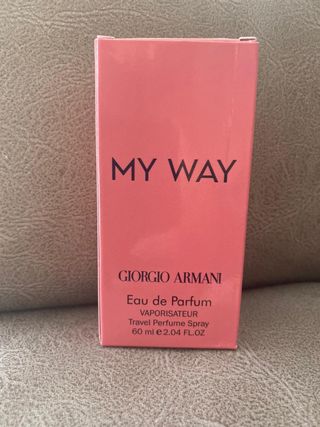 MY WAY
GIORGIO ARMANI
Eau de Parfum
VAPORISATEUR
Travel Perfume Spray
60 ml e 2.04 FL.OZ